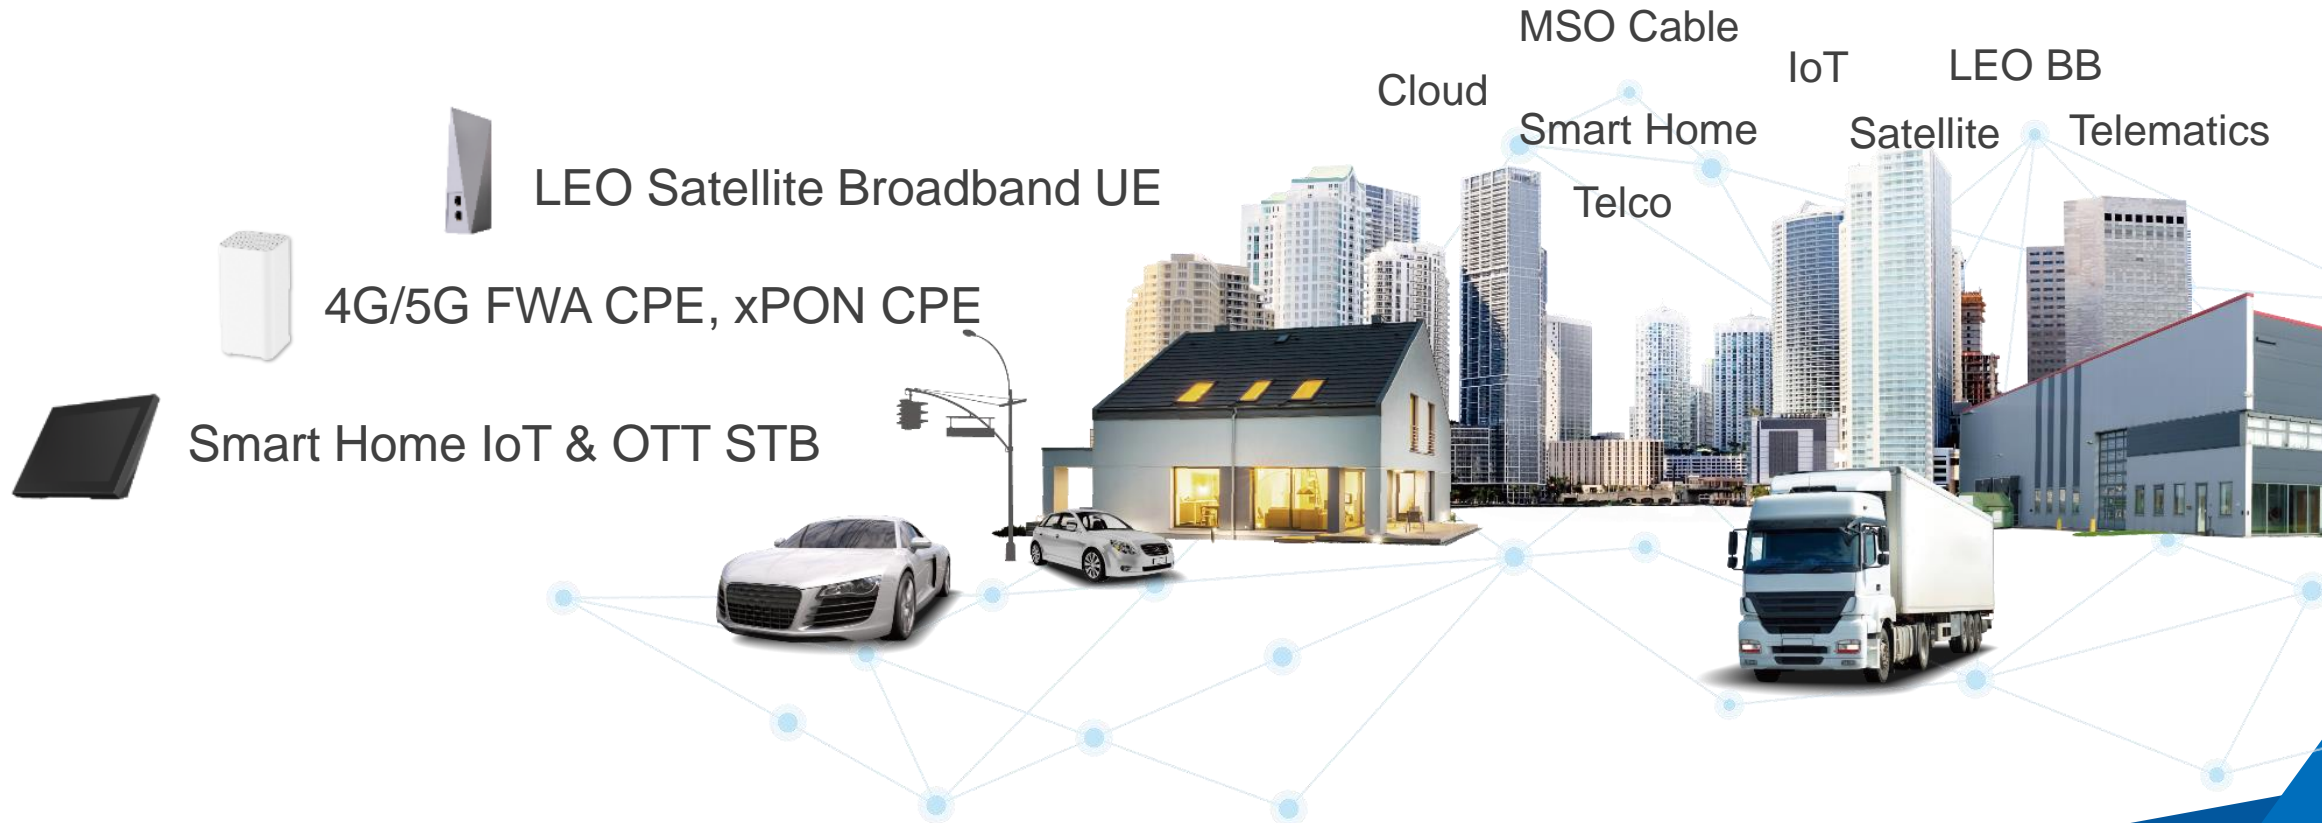 MSO Cable
IoT
LEO BB
Cloud
Smart Home
Satellite
Telematics
Telco
LEO Satellite Broadband UE
4G/5G FWA CPE, xPON CPE
Smart Home IoT & OTT STB